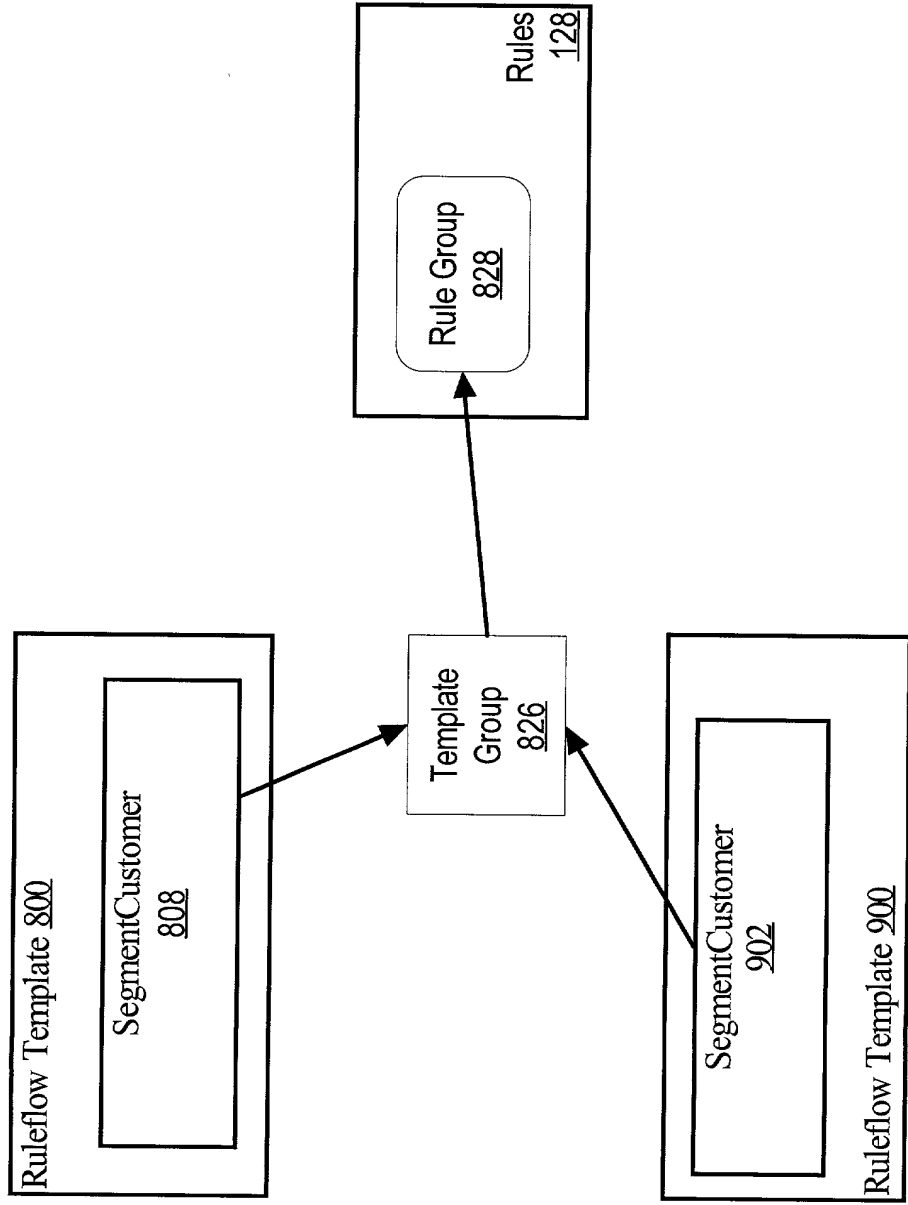 Ruleflow Template 800
SegmentCustomer
808
Template
Group
826
Rule Group
828
Rules
128
SegmentCustomer
902
Ruleflow Template 900